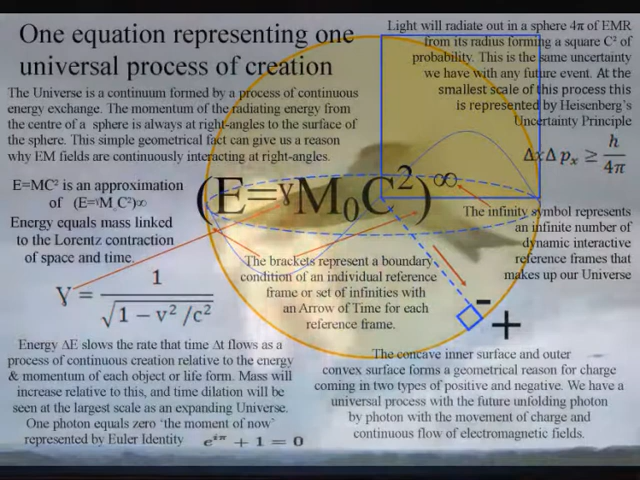 One equation representing one
universal process of creation
The Universe is a continuum formed by a process of continuous
energy exchange. The momentum of the radiating energy from
the centre of a sphere is always at right-angles to the surface of
the sphere. This simple geometrical fact can give us a reason
why EM fields are continuously interacting at right-angles.
Light will radiate out in a sphere 4π of EMR
from its radius forming a square C² of
probability. This is the same uncertainty
we have with any future event. At the
smallest scale of this process this
is represented by Heisenberg's
Uncertainty Principle
ΔxΔpₓ ≥ h/4π
E=MC² is an approximation
of (E=γM₀C²)∞
Energy equals mass linked
to the Lorentz contraction
of space and time.
(E=γM₀C²)∞
The infinity symbol represents
an infinite number of
dynamic interactive
reference frames that
makes up our Universe
The brackets represent a boundary
condition of an individual reference
frame or set of infinities with
an Arrow of Time for each
reference frame.
γ = 1/√1 − v²/c²
-
+
Energy ΔE slows the rate that time Δt flows as a
process of continuous creation relative to the energy
& momentum of each object or life form. Mass will
increase relative to this, and time dilation will be
seen at the largest scale as an expanding Universe.
One photon equals zero 'the moment of now'
represented by Euler Identity e^iπ + 1 = 0
The concave inner surface and outer
convex surface forms a geometrical reason for charge
coming in two types of positive and negative. We have a
universal process with the future unfolding photon
by photon with the movement of charge and
continuous flow of electromagnetic fields.